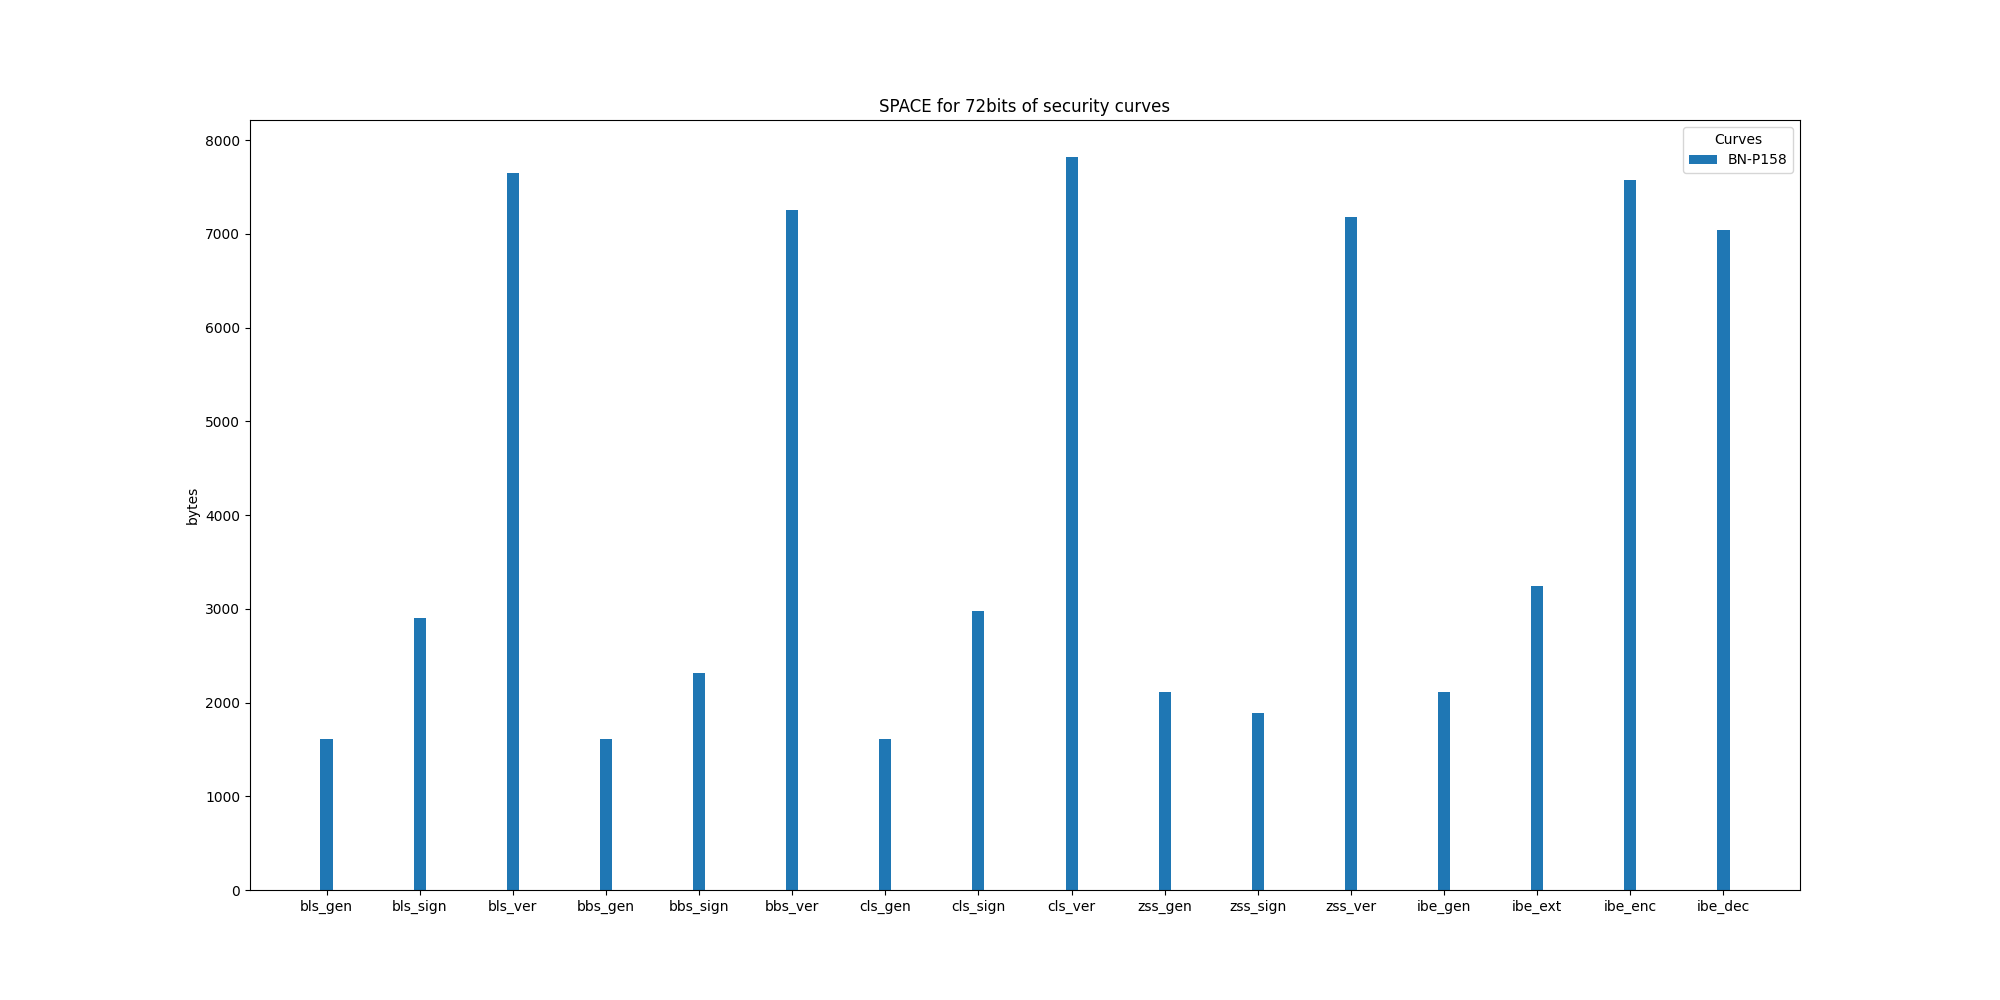 SPACE for 72bits of security curves
Curves
BN-P158
bytes
8000
7000
6000
5000
4000
3000
2000
1000
0
bls_gen bls_sign bls_ver bbs_gen bbs_sign bbs_ver cls_gen cls_sign cls_ver zss_gen zss_sign zss_ver ibe_gen ibe_ext ibe_enc ibe_dec